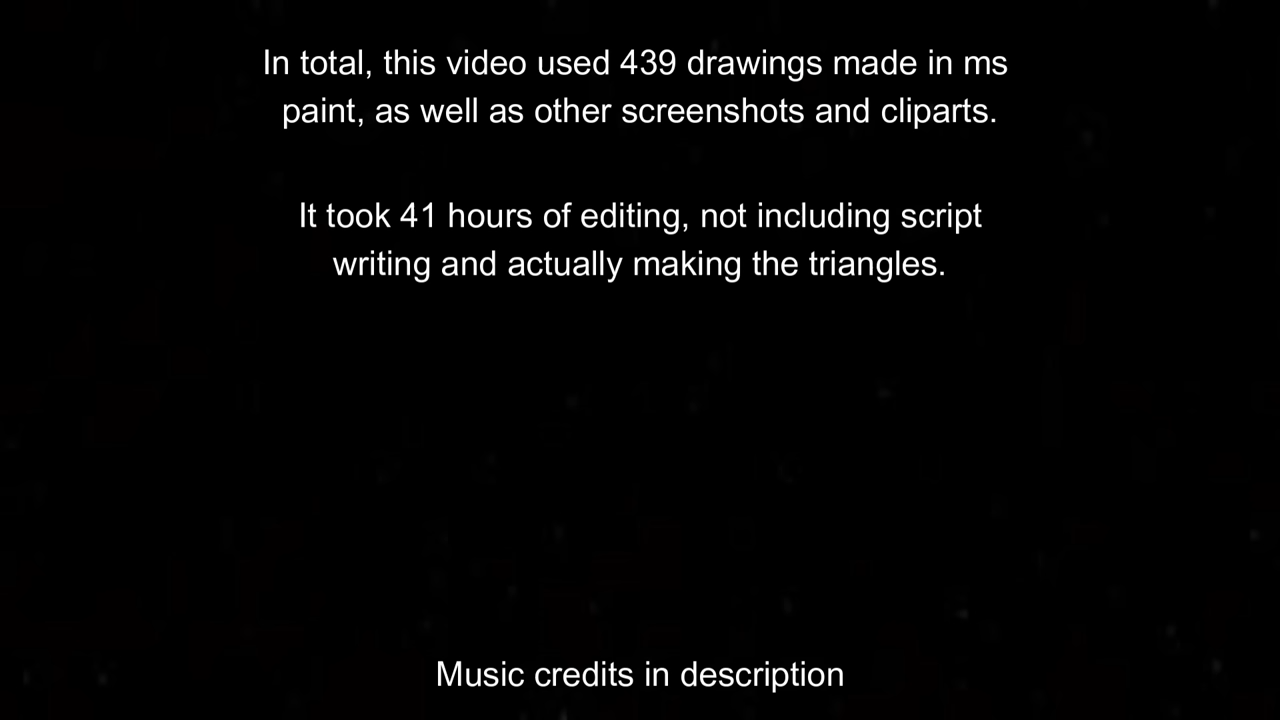 In total, this video used 439 drawings made in ms
paint, as well as other screenshots and cliparts.
It took 41 hours of editing, not including script
writing and actually making the triangles.
Music credits in description